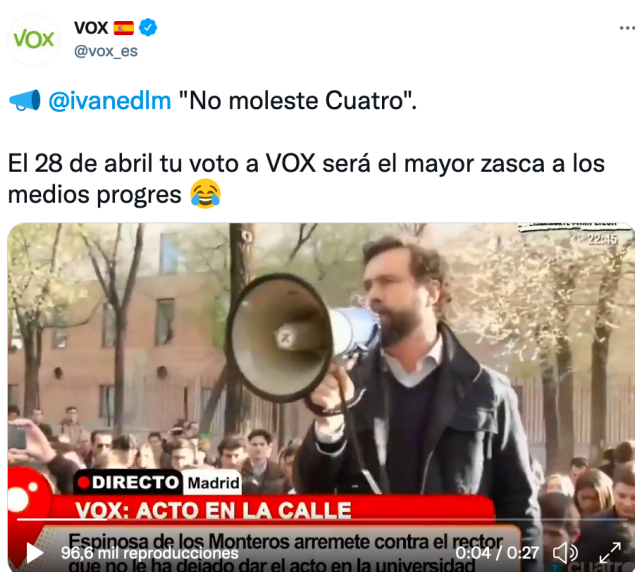 VOX
VOX
@vox_es
@ivanedlm "No moleste Cuatro".
El 28 de abril tu voto a VOX será el mayor zasca a los
medios progres
22:45
DIRECTO Madrid
VOX: ACTO EN LA CALLE
Espinosa de los Monteros arremete contra el rector
96,6 mil reproducciones
0:04 / 0:27
que no le ha dejado dar el acto en la universidad
cuatro